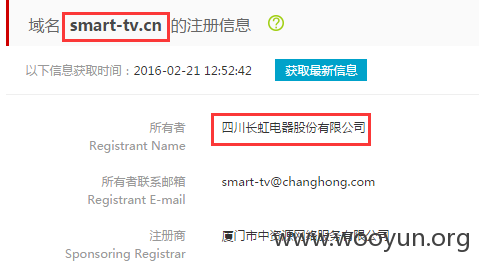 域名 smart-tv.cn 的注册信息 ?
以下信息获取时间：2016-02-21 12:52:42 获取最新信息
所有者 四川长虹电器股份有限公司
Registrant Name
所有者联系邮箱 smart-tv@changhong.com
Registrant E-mail
注册商 厦门市中资源网络服务有限公司
Sponsoring Registrar
www.wooyun.org